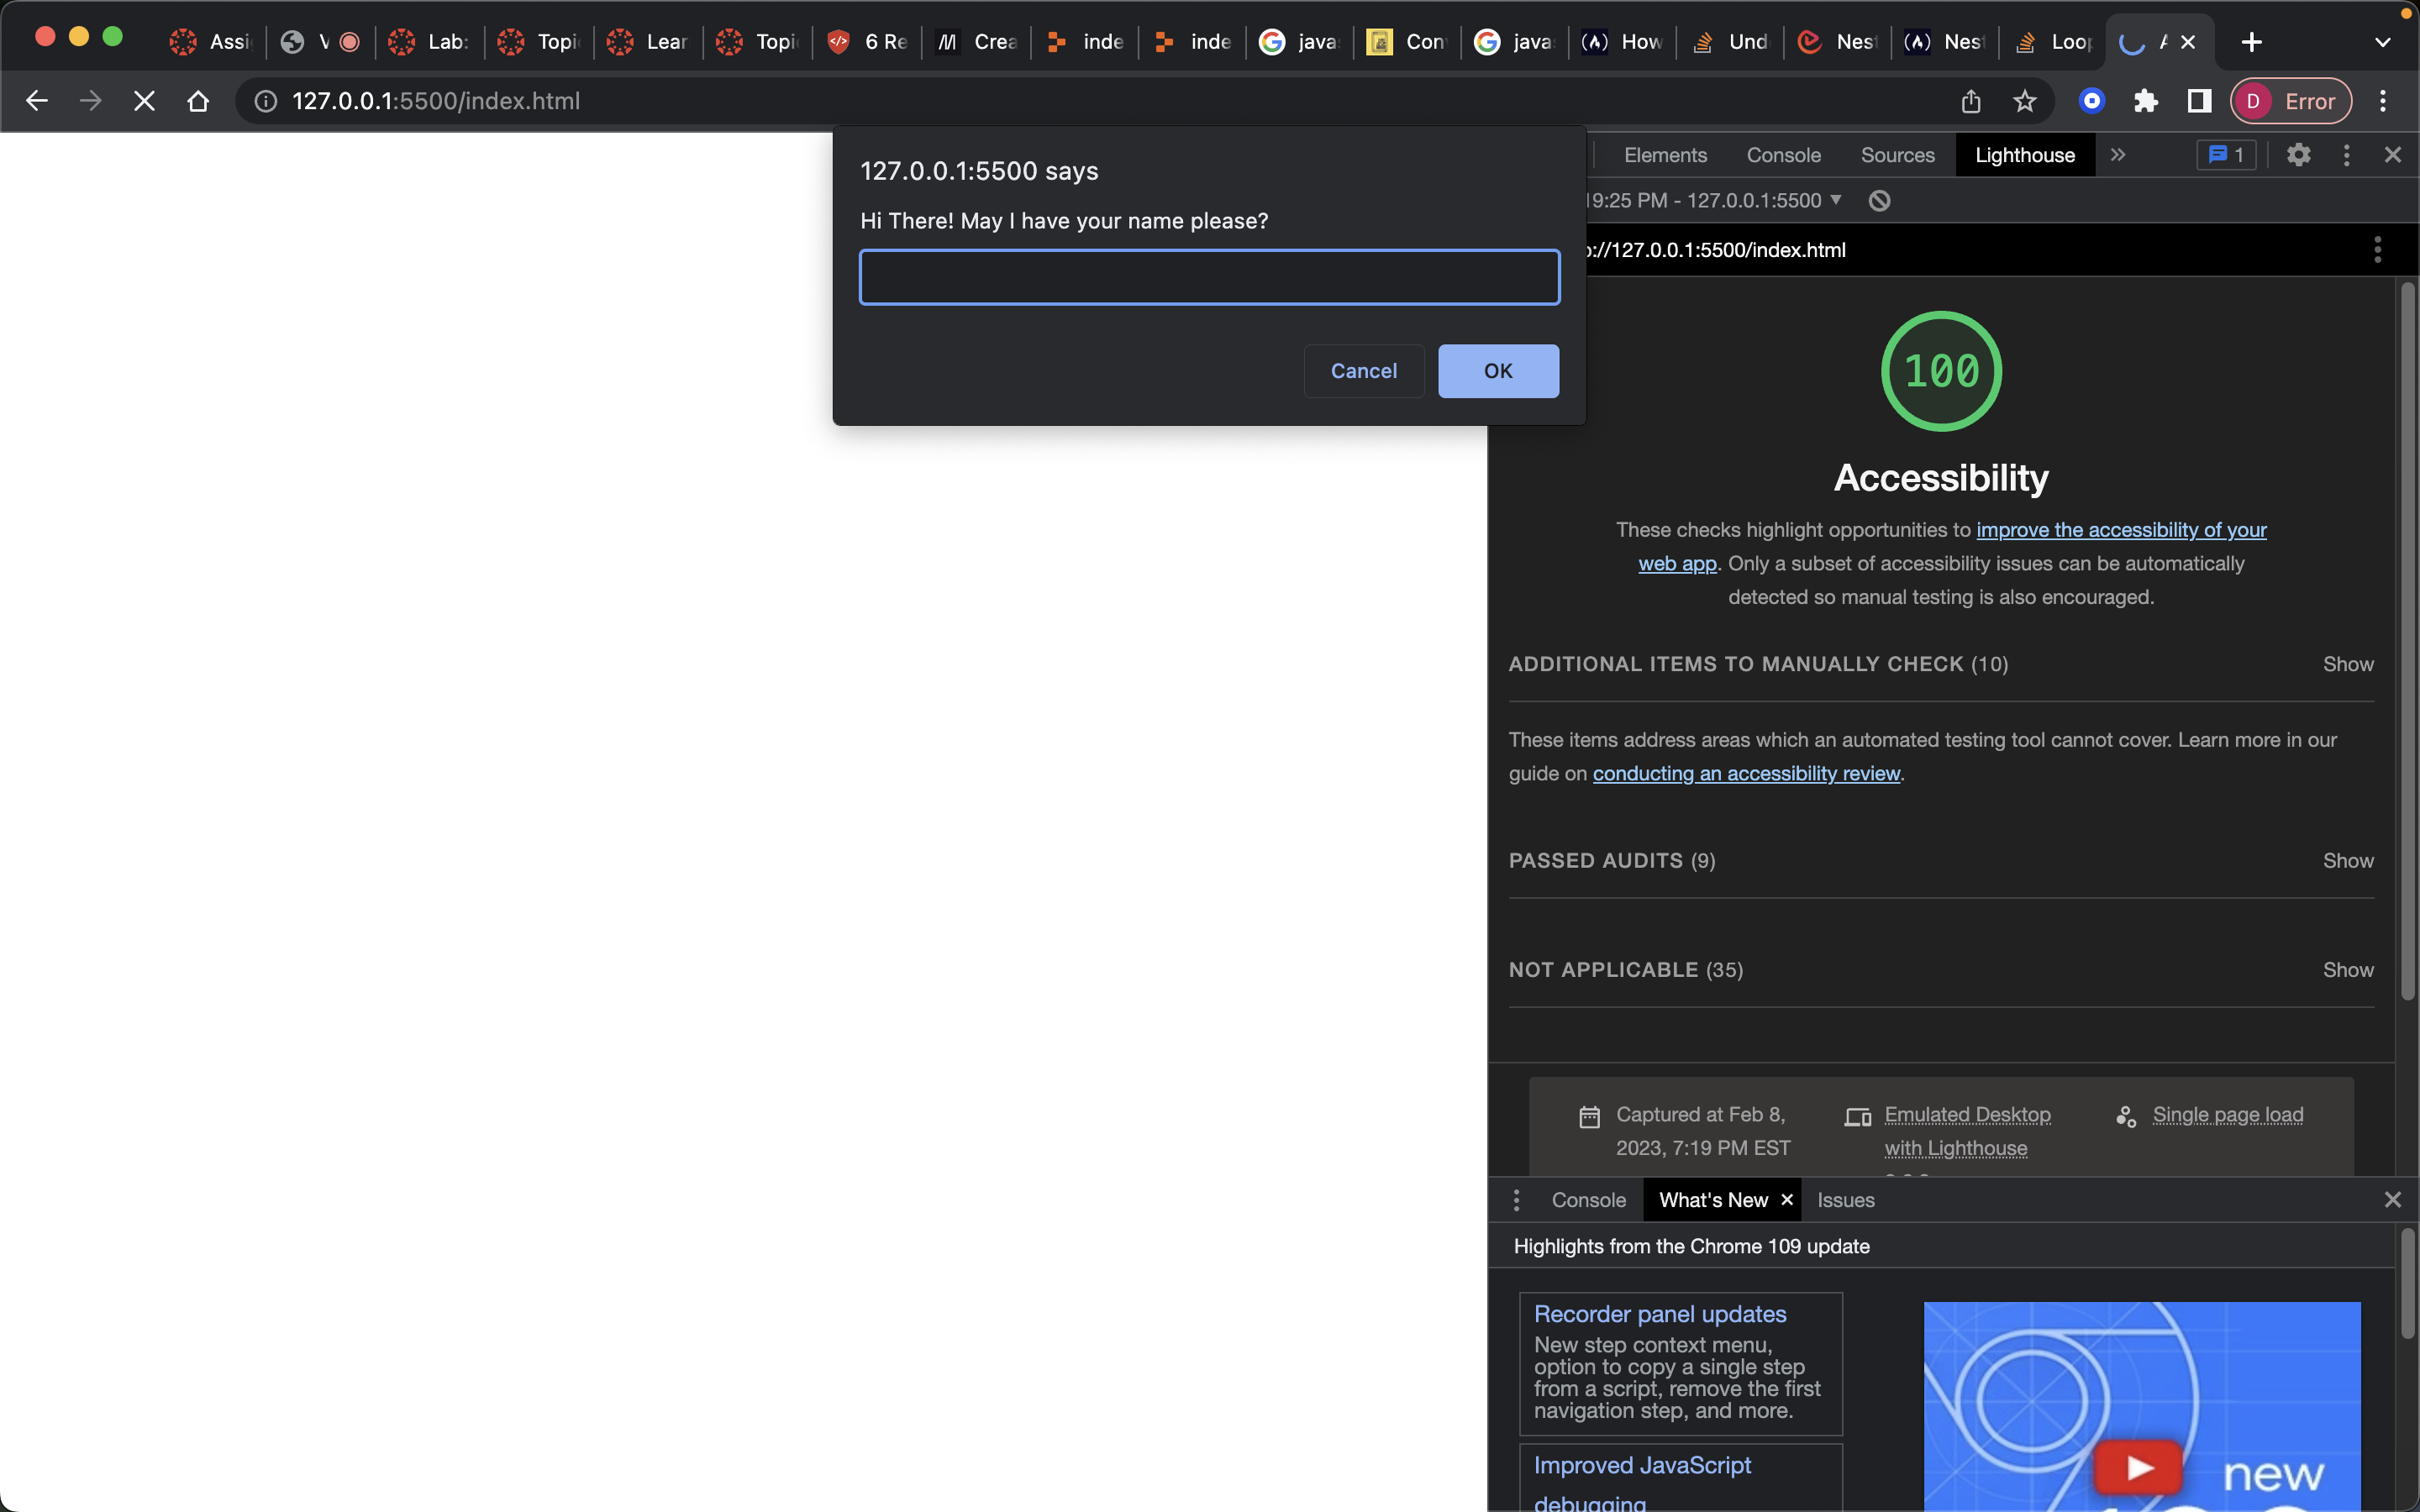 Assi
V
Lab:
Topi
Lear
Topi
6 Re
Crea
inde
inde
java
Con
java
How
Und
Nest
Nest
Loop
127.0.0.1:5500/index.html
D
Error
127.0.0.1:5500 says
Hi There! May I have your name please?
Cancel
OK
Elements
Console
Sources
Lighthouse
1
19:25 PM - 127.0.0.1:5500
://127.0.0.1:5500/index.html
100
Accessibility
These checks highlight opportunities to improve the accessibility of your
web app. Only a subset of accessibility issues can be automatically
detected so manual testing is also encouraged.
ADDITIONAL ITEMS TO MANUALLY CHECK (10)
Show
These items address areas which an automated testing tool cannot cover. Learn more in our
guide on conducting an accessibility review.
PASSED AUDITS (9)
Show
NOT APPLICABLE (35)
Show
Captured at Feb 8,
2023, 7:19 PM EST
Emulated Desktop
with Lighthouse
Single page load
Console
What's New
Issues
Highlights from the Chrome 109 update
Recorder panel updates
New step context menu,
option to copy a single step
from a script, remove the first
navigation step, and more.
Improved JavaScript
debugging
new